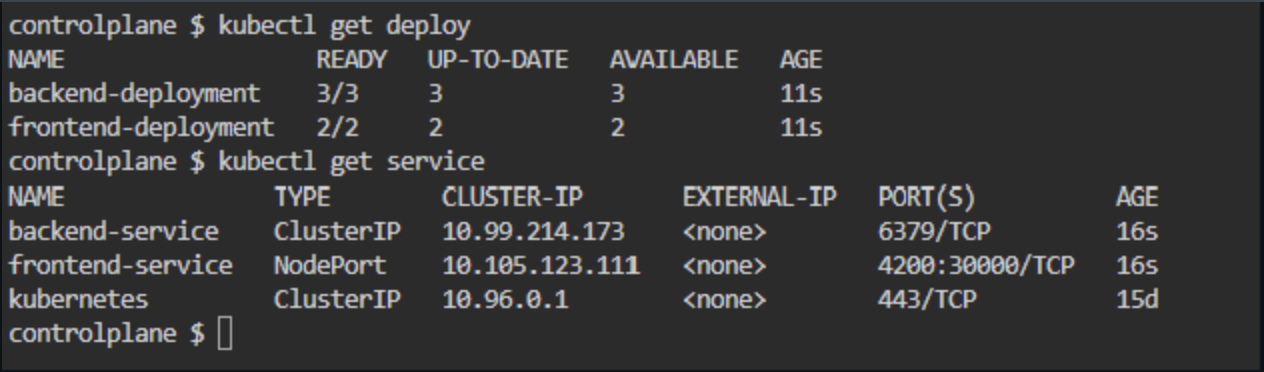 controlplane $ kubectl get deploy
NAME READY UP-TO-DATE AVAILABLE AGE
backend-deployment 3/3 3 3 11s
frontend-deployment 2/2 2 2 11s
controlplane $ kubectl get service
NAME TYPE CLUSTER-IP EXTERNAL-IP PORT(S) AGE
backend-service ClusterIP 10.99.214.173 <none> 6379/TCP 16s
frontend-service NodePort 10.105.123.111 <none> 4200:30000/TCP 16s
kubernetes ClusterIP 10.96.0.1 <none> 443/TCP 15d
controlplane $